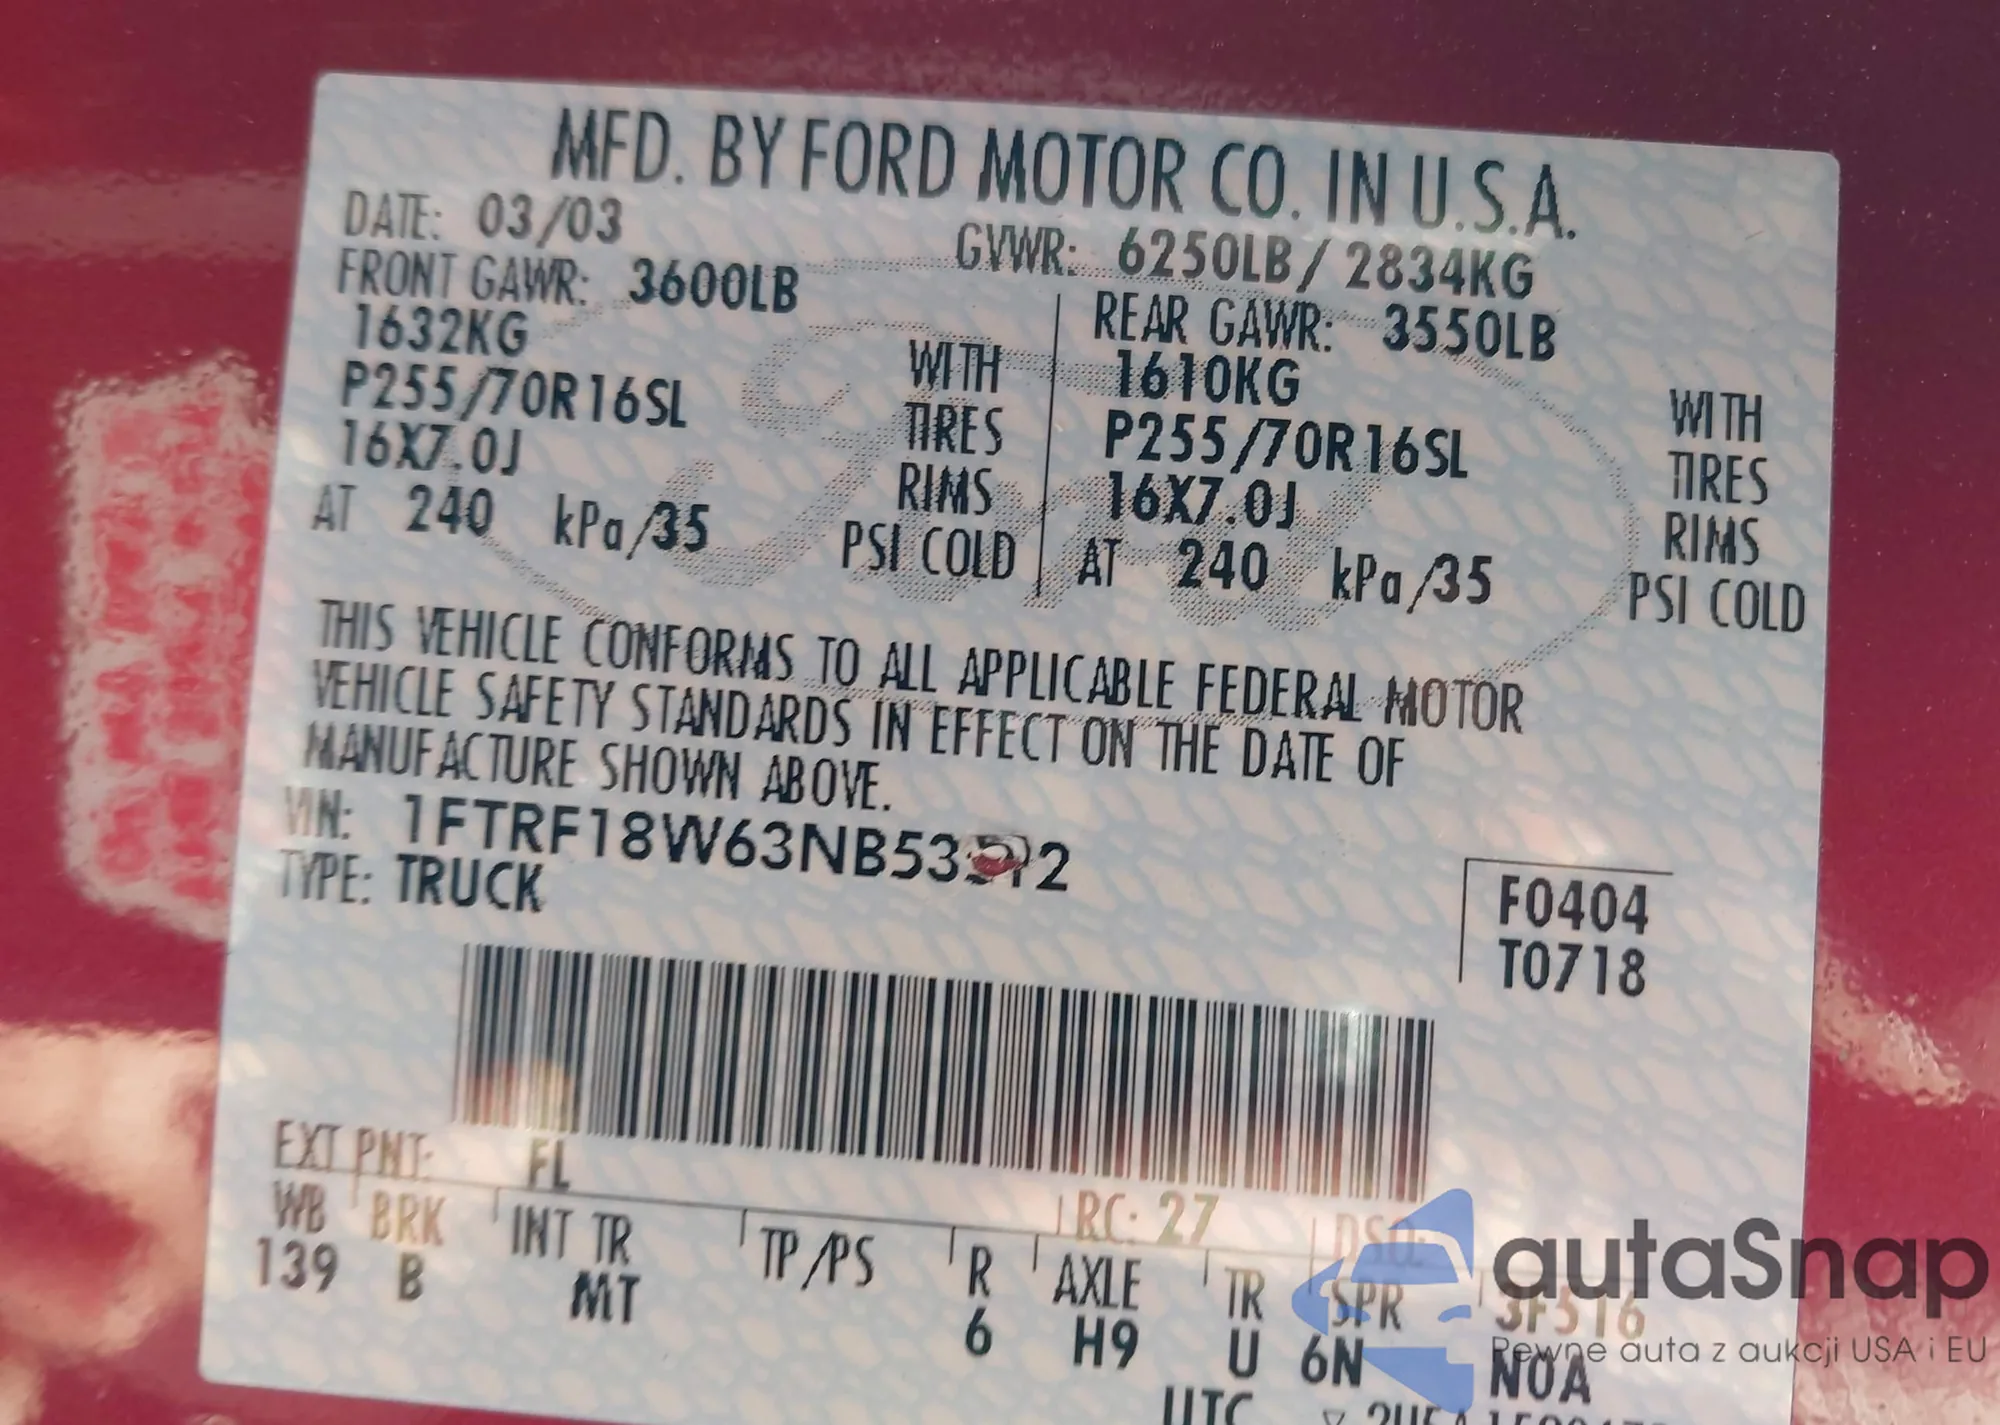 MFD. BY FORD MOTOR CO. IN U.S.A.
DATE: 03/03
GVWR: 6250LB/2834KG
FRONT GAWR: 3600LB
1632KG WITH
P255/70R16SL TIRES
16X7.0J RIMS
AT 240 kPa/35 PSI COLD
REAR GAWR: 3550LB
1610KG WITH
P255/70R16SL TIRES
16X7.0J RIMS
AT 240 kPa/35 PSI COLD
THIS VEHICLE CONFORMS TO ALL APPLICABLE FEDERAL MOTOR
VEHICLE SAFETY STANDARDS IN EFFECT ON THE DATE OF
MANUFACTURE SHOWN ABOVE.
VIN:
TYPE: TRUCK
F0404
T0718
EXT PNT: FL RC: 27 DSO:
WB BRK INT TR TP/PS R AXLE TR SPR 3F516
139 B MT 6 H9 U 6N N0A
UTC
autaSnap
Pewne auta z aukcji USA i EU